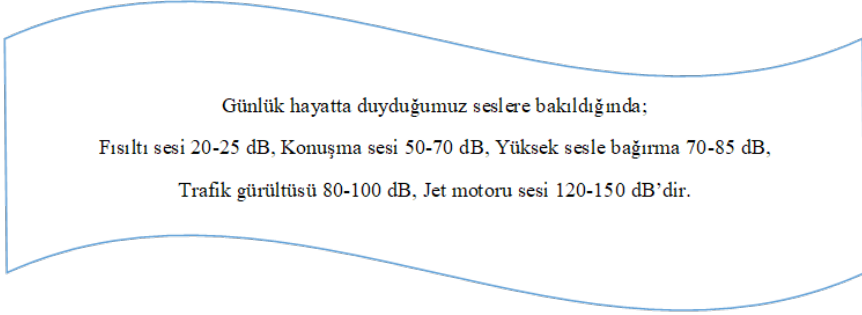 Günlük hayatta duyduğumuz seslere bakıldığında;
Fısıltı sesi 20-25 dB, Konuşma sesi 50-70 dB, Yüksek sesle bağırma 70-85 dB,
Trafik gürültüsü 80-100 dB, Jet motoru sesi 120-150 dB’dir.